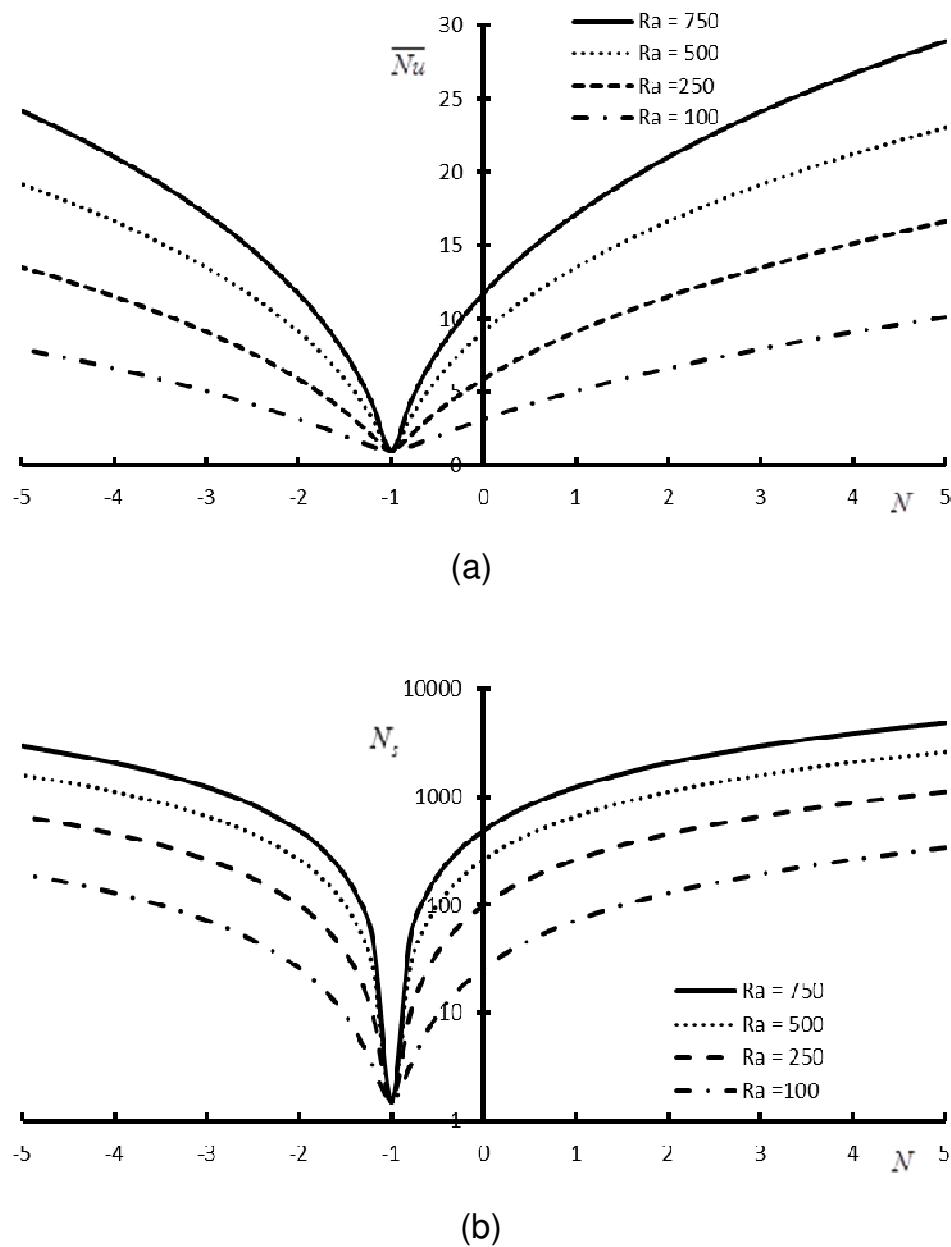 30
Ra = 750
Nu
Ra = 500
25
Ra =250
Ra = 100
20
15
10
5
0
-5 -4 -3 -2 -1 0 1 2 3 4 N 5
(a)
10000
Ns
1000
100
Ra = 750
10
Ra = 500
Ra = 250
Ra =100
1
-5 -4 -3 -2 -1 0 1 2 3 4 N 5
(b)